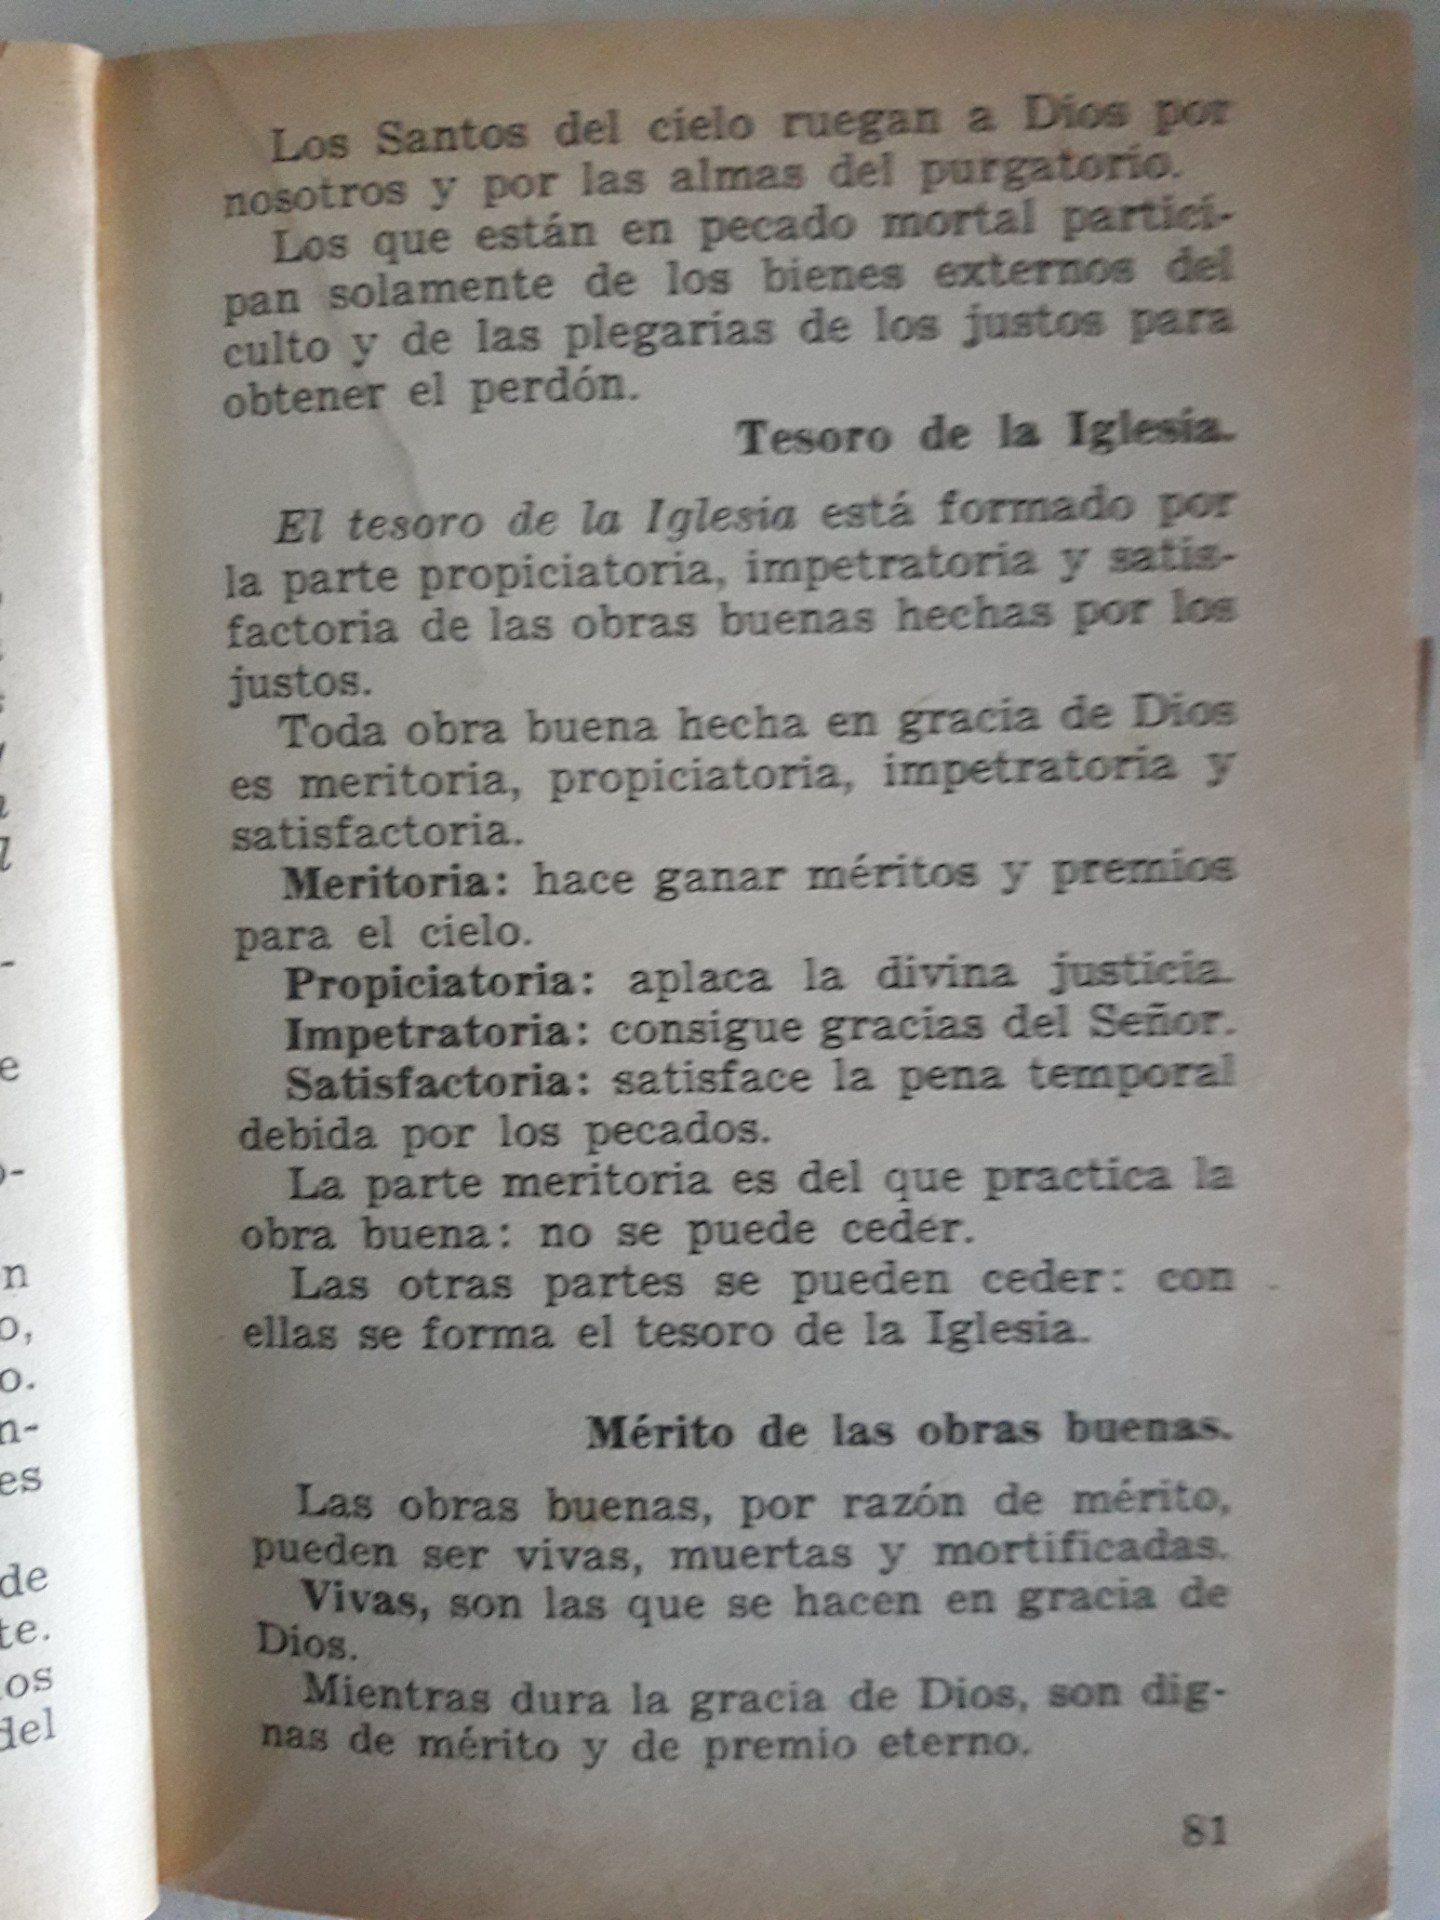 Los Santos del cielo ruegan a Dios por
nosotros y por las almas del purgatorio.
Los que están en pecado mortal partici-
pan solamente de los bienes externos del
culto y de las plegarias de los justos para
obtener el perdón.
Tesoro de la Iglesia.
El tesoro de la Iglesia está formado por
la parte propiciatoria, impetratoria y satis-
factoria de las obras buenas hechas por los
justos.
Toda obra buena hecha en gracia de Dios
es meritoria, propiciatoria, impetratoria y
satisfactoria.
Meritoria: hace ganar méritos y premios
para el cielo.
Propiciatoria: aplaca la divina justicia.
Impetratoria: consigue gracias del Señor.
Satisfactoria: satisface la pena temporal
debida por los pecados.
La parte meritoria es del que practica la
obra buena: no se puede ceder.
Las otras partes se pueden ceder: con
ellas se forma el tesoro de la Iglesia.
Mérito de las obras buenas.
Las obras buenas, por razón de mérito,
pueden ser vivas, muertas y mortificadas.
Vivas, son las que se hacen en gracia de
Dios.
Mientras dura la gracia de Dios, son dig-
nas de mérito y de premio eterno.
81